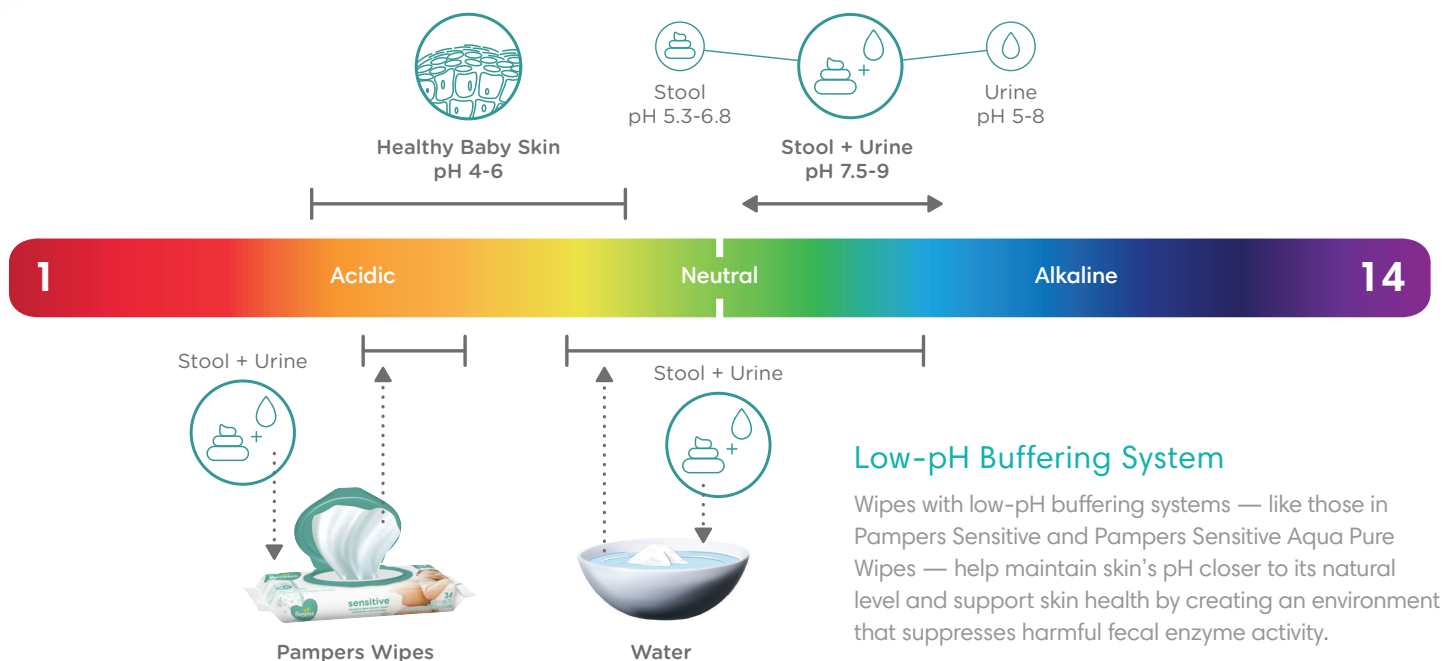 Stool
pH 5.3-6.8
Urine
pH 5-8
Healthy Baby Skin
pH 4-6
Stool + Urine
pH 7.5-9
1
Acidic
Neutral
Alkaline
14
Stool + Urine
Stool + Urine
Low-pH Buffering System
Wipes with low-pH buffering systems — like those in
Pampers Sensitive and Pampers Sensitive Aqua Pure
Wipes — help maintain skin’s pH closer to its natural
level and support skin health by creating an environment
that suppresses harmful fecal enzyme activity.
sensitive
Pampers
Pampers Wipes
Water